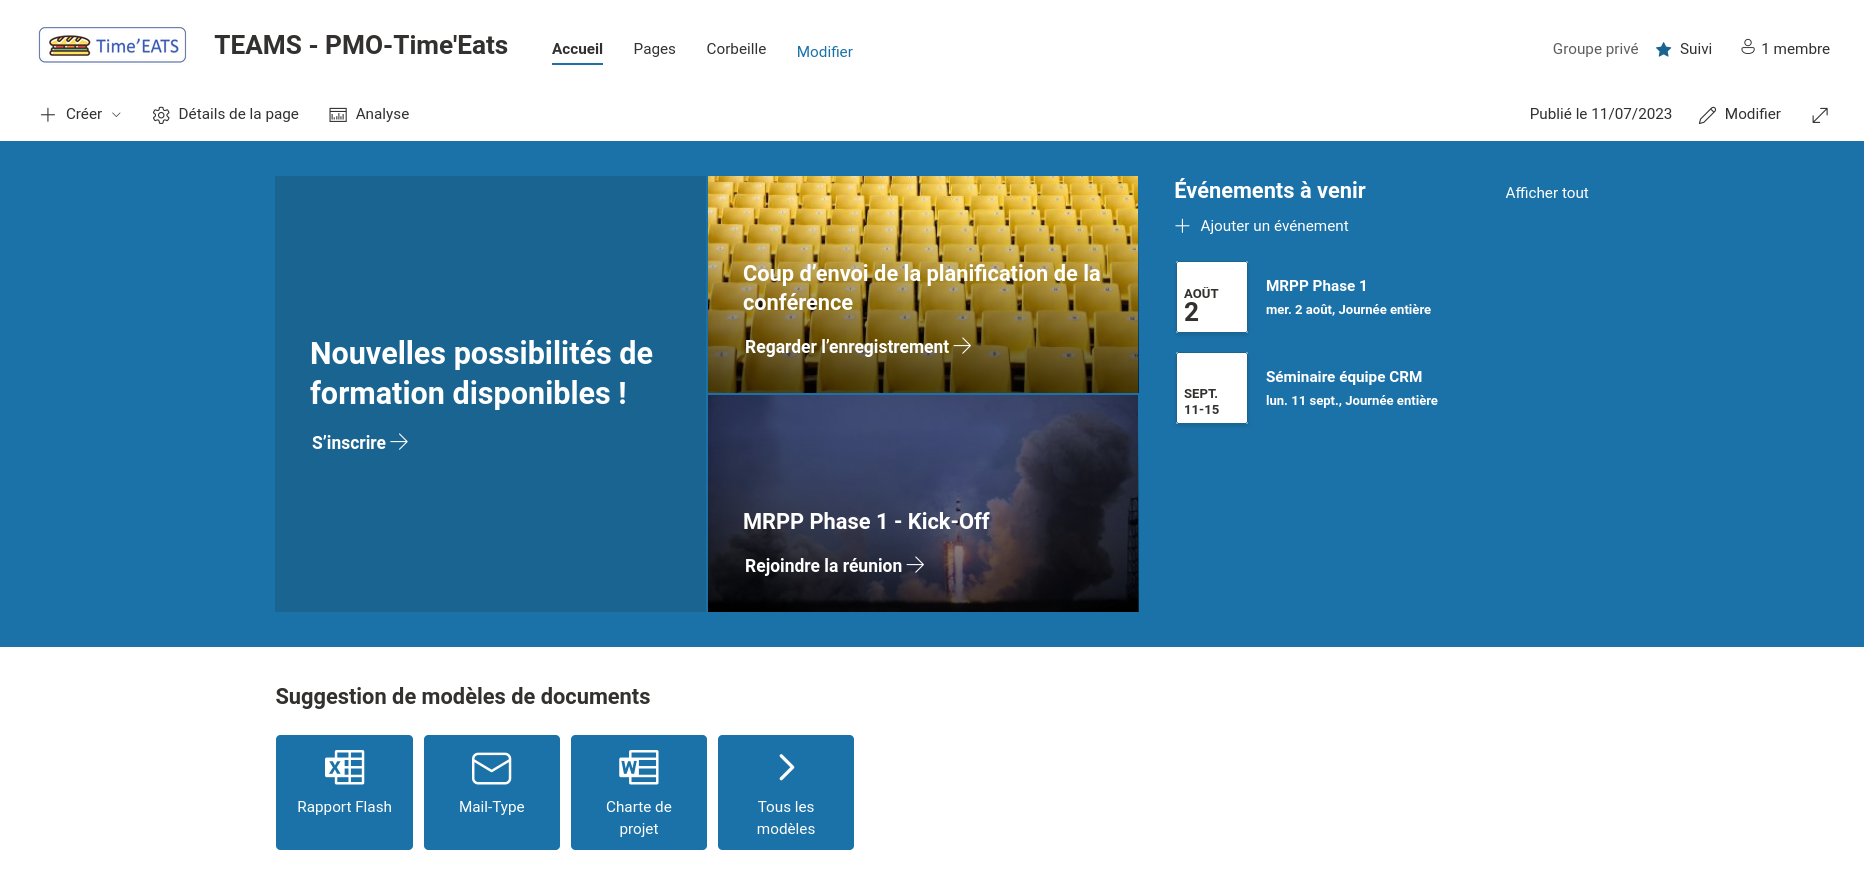 Time'EATS
TEAMS - PMO-Time'Eats
Accueil
Pages
Corbeille
Modifier
Groupe privé
Suivi
1 membre
Créer
Détails de la page
Analyse
Publié le 11/07/2023
Modifier
Nouvelles possibilités de
formation disponibles !
S’inscrire
Coup d’envoi de la planification de la
conférence
Regarder l’enregistrement
MRPP Phase 1 - Kick-Off
Rejoindre la réunion
Événements à venir
Afficher tout
Ajouter un événement
AOÛT
2
MRPP Phase 1
mer. 2 août, Journée entière
SEPT.
11-15
Séminaire équipe CRM
lun. 11 sept., Journée entière
Suggestion de modèles de documents
X
Rapport Flash
Mail-Type
W
Charte de
projet
Tous les
modèles